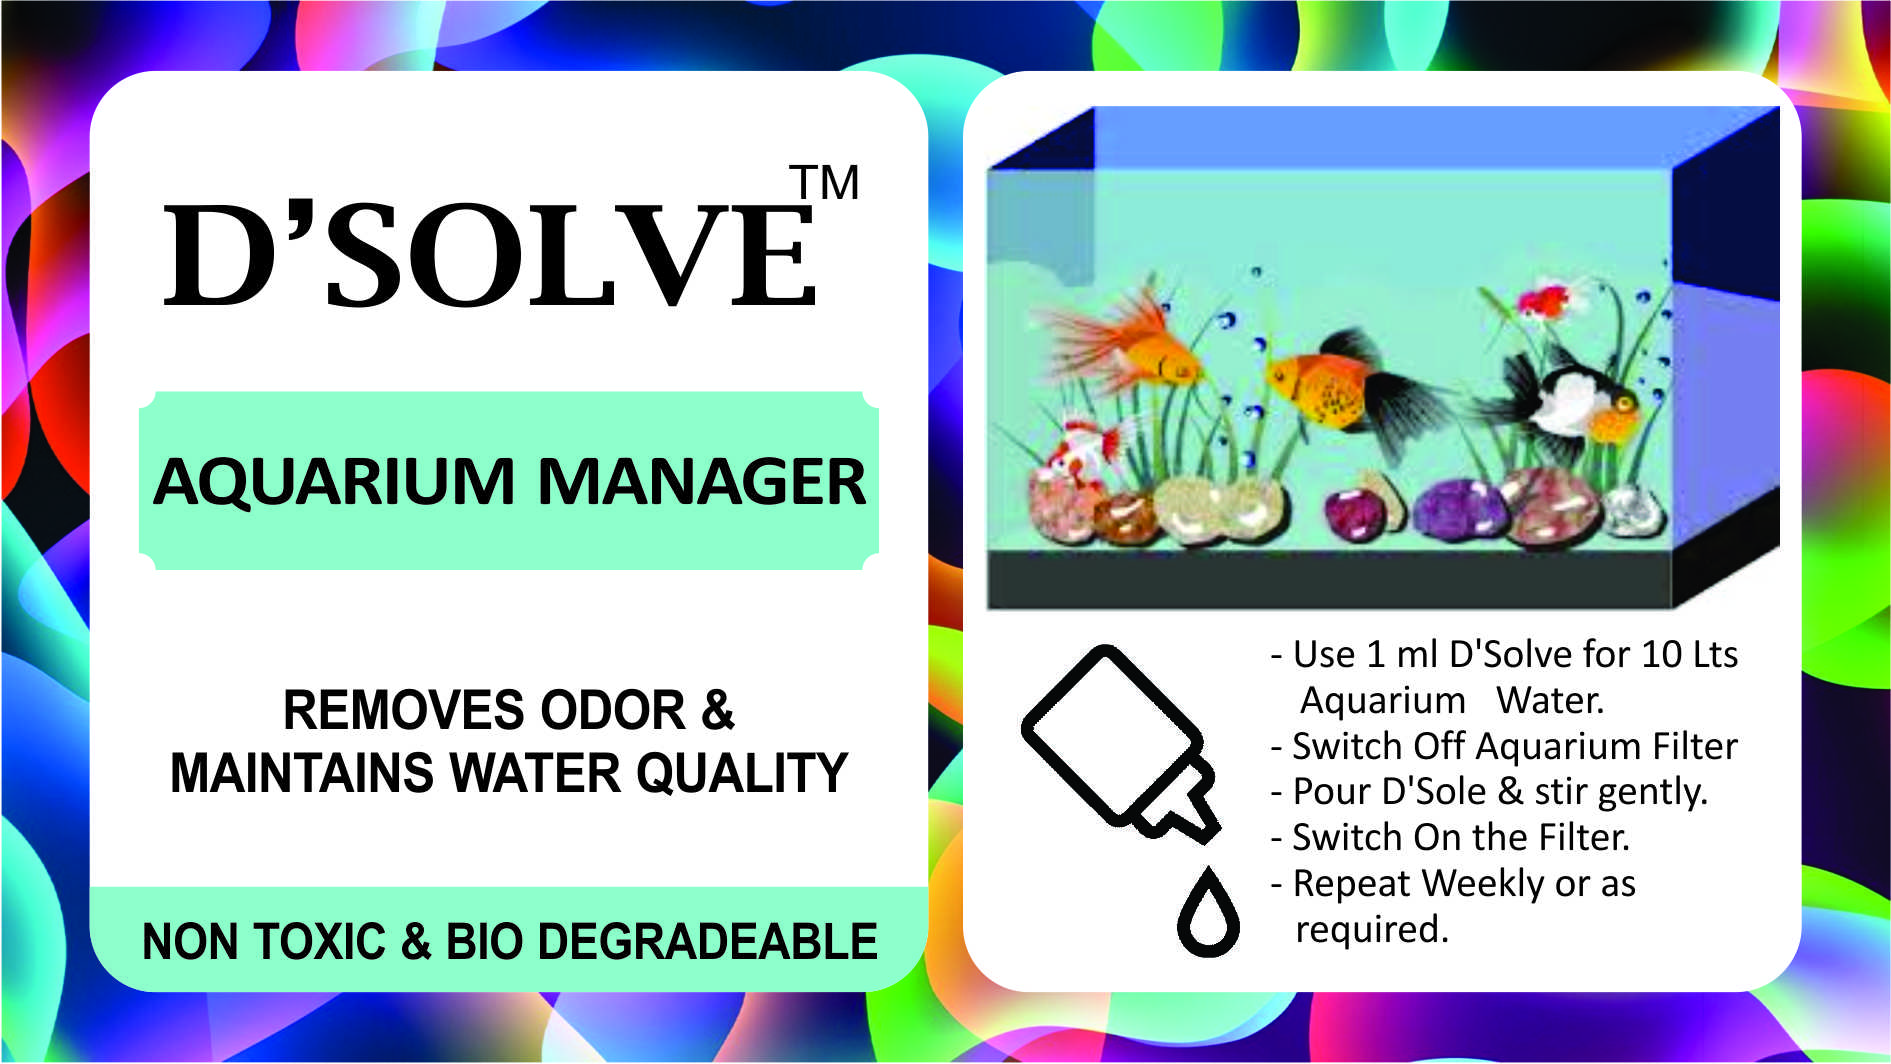 D'SOLVE™
AQUARIUM MANAGER
REMOVES ODOR &
MAINTAINS WATER QUALITY
NON TOXIC & BIO DEGRADEABLE
- Use 1 ml D'Solve for 10 Lts
Aquarium Water.
- Switch Off Aquarium Filter
- Pour D'Sole & stir gently.
- Switch On the Filter.
- Repeat Weekly or as
required.